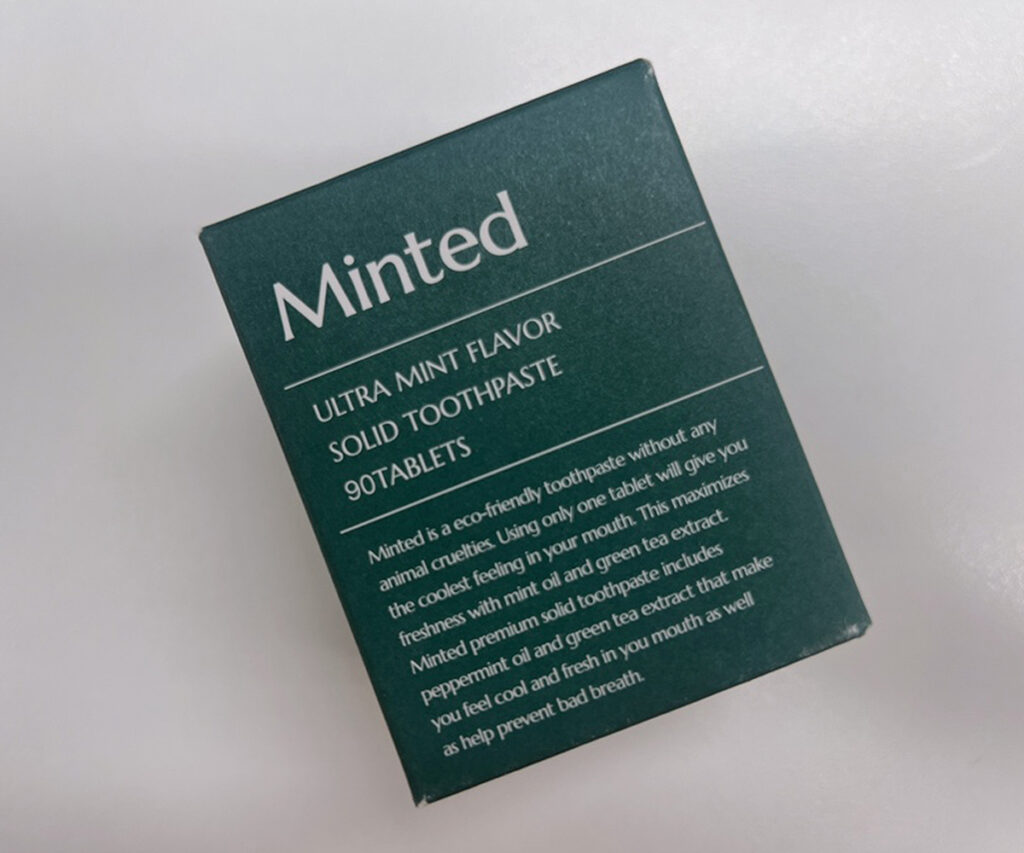 Minted
ULTRA MINT FLAVOR
SOLID TOOTHPASTE
90TABLETS
Minted is a eco-friendly toothpaste without any
animal cruelties. Using only one tablet will give you
the coolest feeling in your mouth. This maximizes
freshness with mint oil and green tea extract.
Minted premium solid toothpaste includes
peppermint oil and green tea extract that make
you feel cool and fresh in you mouth as well
as help prevent bad breath.